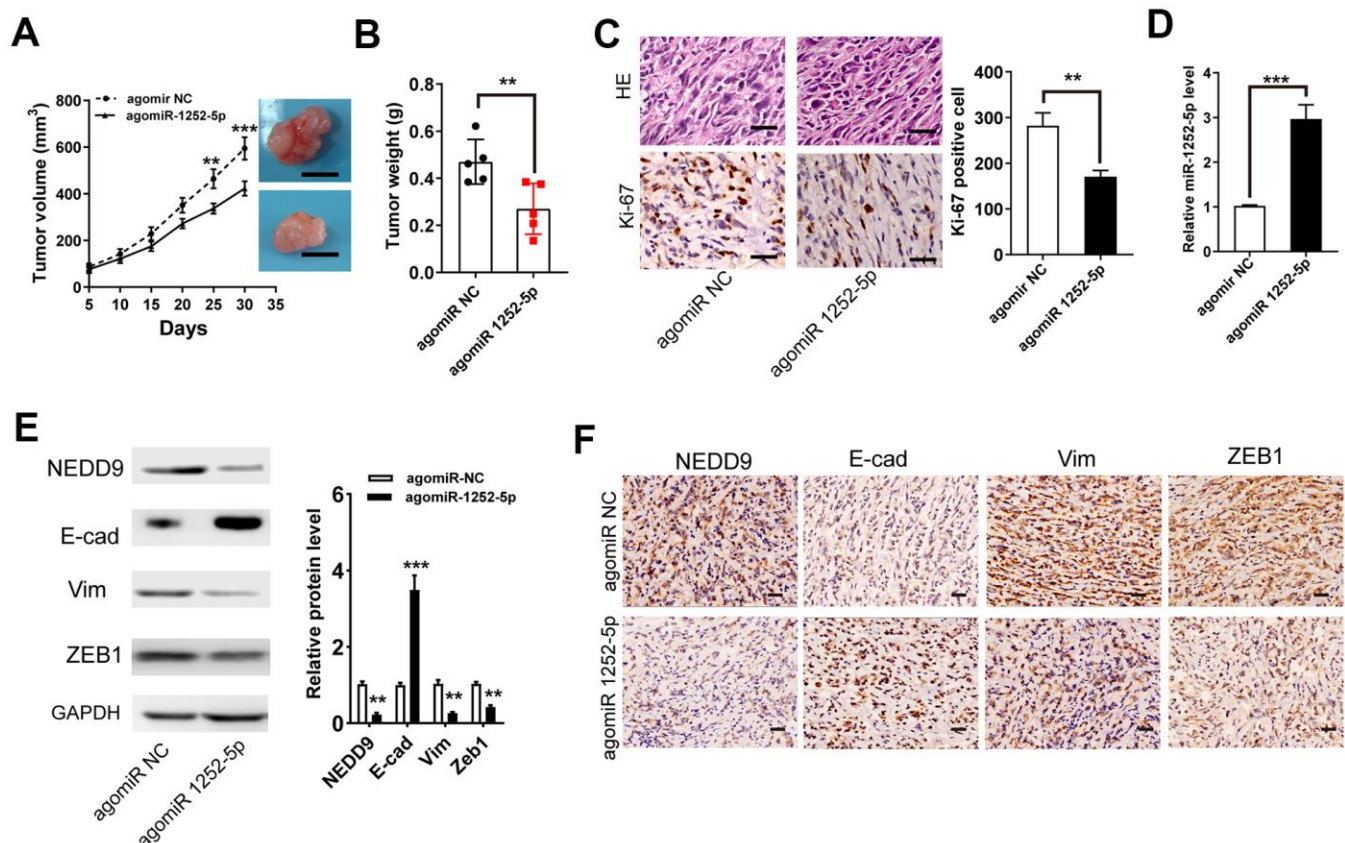 A
Tumor volume (mm³)
800
600
400
200
0
agomir NC
agomiR-1252-5p
**
***
5 10 15 20 25 30 35
Days
B
Tumor weight (g)
0.8
0.6
0.4
0.2
0.0
**
agomiR NC
agomiR 1252-5p
C
HE
Ki-67
agomiR NC
agomiR 1252-5p
Ki-67 positive cell
400
300
200
100
0
**
agomir NC
agomiR 1252-5p
D
Relative miR-1252-5p level
4
3
2
1
0
***
agomir NC
agomiR 1252-5p
E
NEDD9
E-cad
Vim
ZEB1
GAPDH
agomiR NC
agomiR 1252-5p
Relative protein level
6
4
2
0
agomiR-NC
agomiR-1252-5p
**
***
**
**
NEDD9
E-cad
Vim
Zeb1
F
NEDD9 E-cad Vim ZEB1
agomiR NC
agomiR 1252-5p